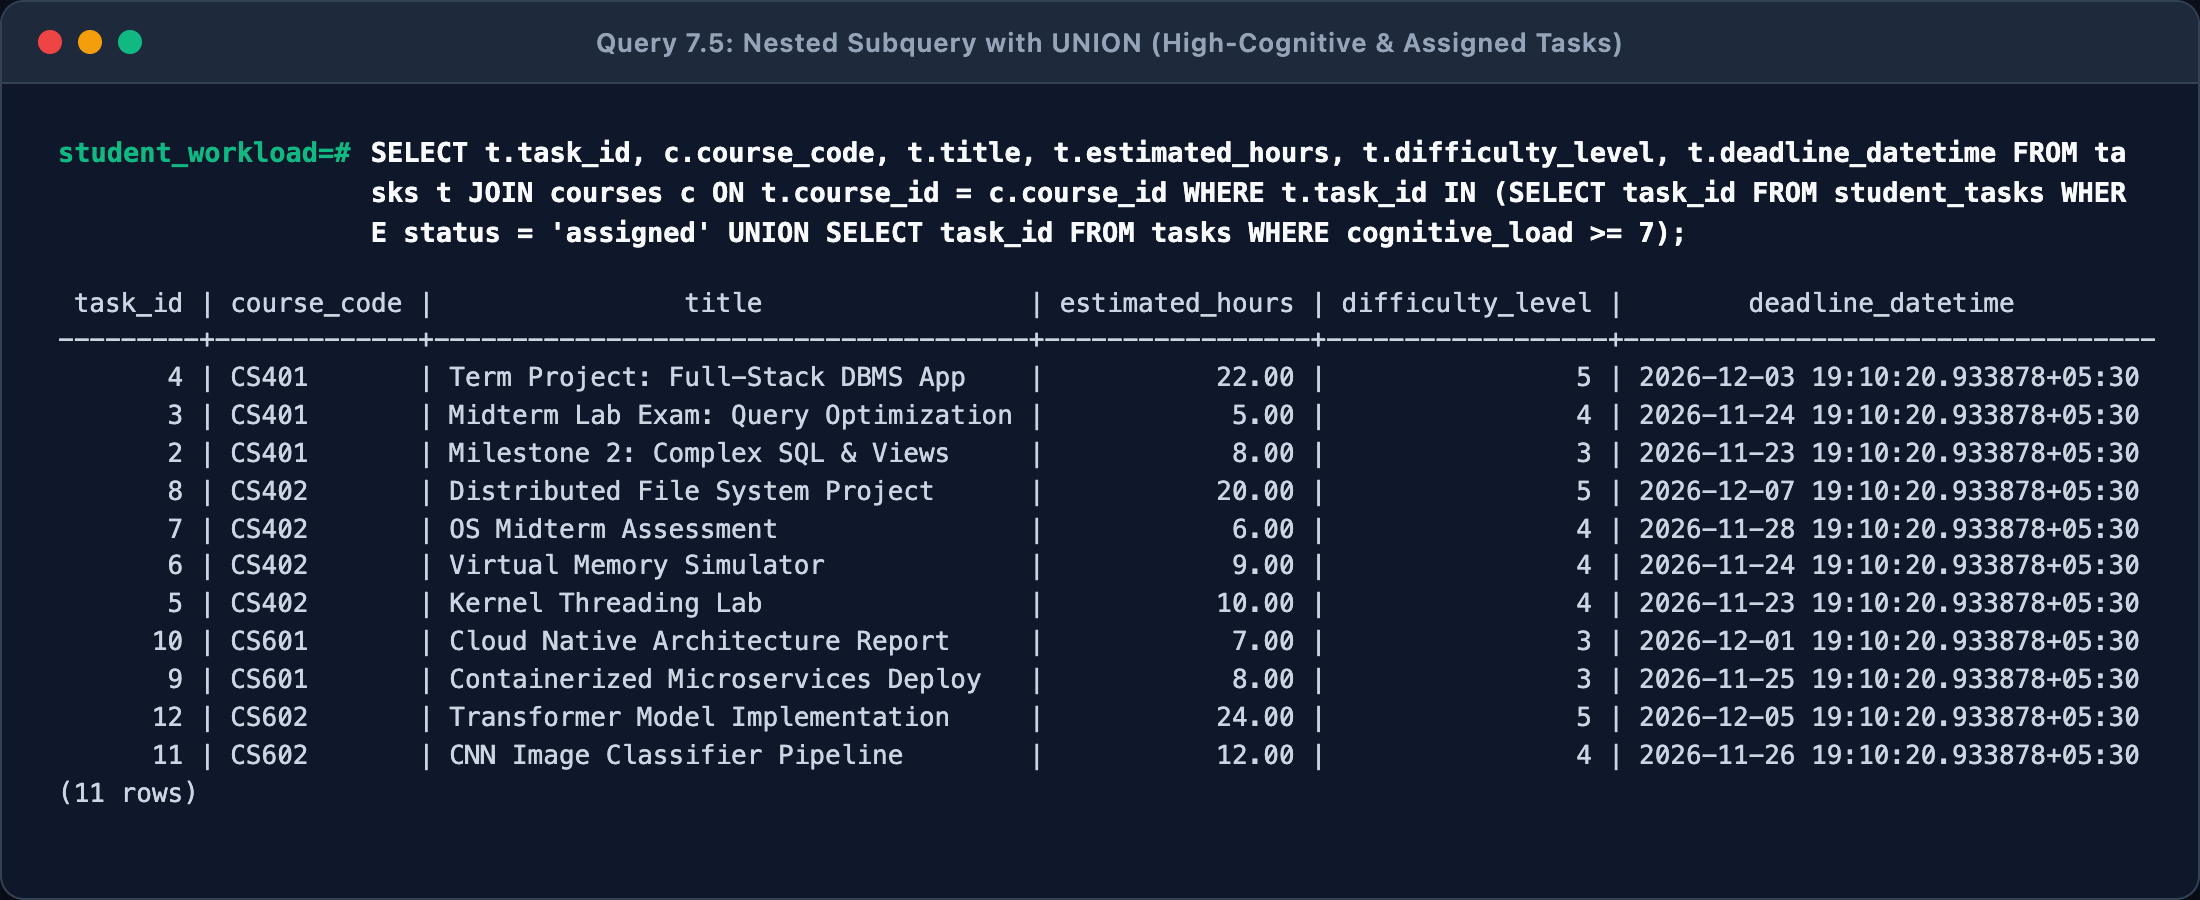 Query 7.5: Nested Subquery with UNION (High-Cognitive & Assigned Tasks)
student_workload=# SELECT t.task_id, c.course_code, t.title, t.estimated_hours, t.difficulty_level, t.deadline_datetime FROM ta
sks t JOIN courses c ON t.course_id = c.course_id WHERE t.task_id IN (SELECT task_id FROM student_tasks WHER
E status = 'assigned' UNION SELECT task_id FROM tasks WHERE cognitive_load >= 7);
 task_id | course_code |                title                 | estimated_hours | difficulty_level |        deadline_datetime
---------+-------------+--------------------------------------+-----------------+------------------+----------------------------------
       4 | CS401       | Term Project: Full-Stack DBMS App    |           22.00 |                5 | 2026-12-03 19:10:20.933878+05:30
       3 | CS401       | Midterm Lab Exam: Query Optimization |            5.00 |                4 | 2026-11-24 19:10:20.933878+05:30
       2 | CS401       | Milestone 2: Complex SQL & Views     |            8.00 |                3 | 2026-11-23 19:10:20.933878+05:30
       8 | CS402       | Distributed File System Project      |           20.00 |                5 | 2026-12-07 19:10:20.933878+05:30
       7 | CS402       | OS Midterm Assessment                |            6.00 |                4 | 2026-11-28 19:10:20.933878+05:30
       6 | CS402       | Virtual Memory Simulator             |            9.00 |                4 | 2026-11-24 19:10:20.933878+05:30
       5 | CS402       | Kernel Threading Lab                 |           10.00 |                4 | 2026-11-23 19:10:20.933878+05:30
      10 | CS601       | Cloud Native Architecture Report     |            7.00 |                3 | 2026-12-01 19:10:20.933878+05:30
       9 | CS601       | Containerized Microservices Deploy   |            8.00 |                3 | 2026-11-25 19:10:20.933878+05:30
      12 | CS602       | Transformer Model Implementation     |           24.00 |                5 | 2026-12-05 19:10:20.933878+05:30
      11 | CS602       | CNN Image Classifier Pipeline        |           12.00 |                4 | 2026-11-26 19:10:20.933878+05:30
(11 rows)